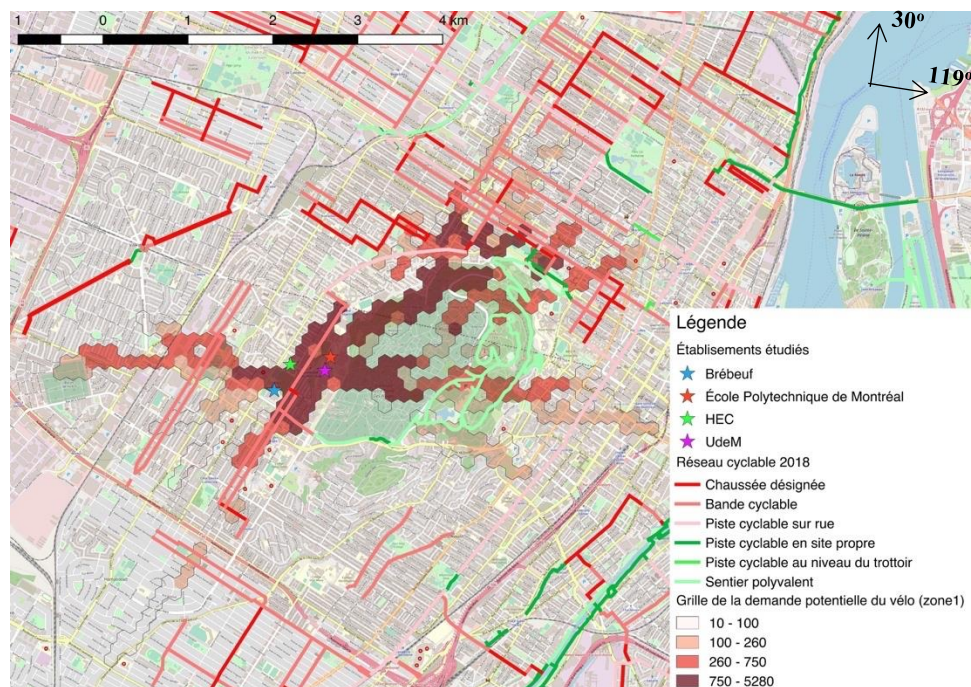 1 0 1 2 3 4 km
30º
119º
Légende
Établissements étudiés
Brébeuf
École Polytechnique de Montréal
HEC
UdeM
Réseau cyclable 2018
Chaussée désignée
Bande cyclable
Piste cyclable sur rue
Piste cyclable en site propre
Piste cyclable au niveau du trottoir
Sentier polyvalent
Grille de la demande potentielle du vélo (zone1)
10 - 100
100 - 260
260 - 750
750 - 5280